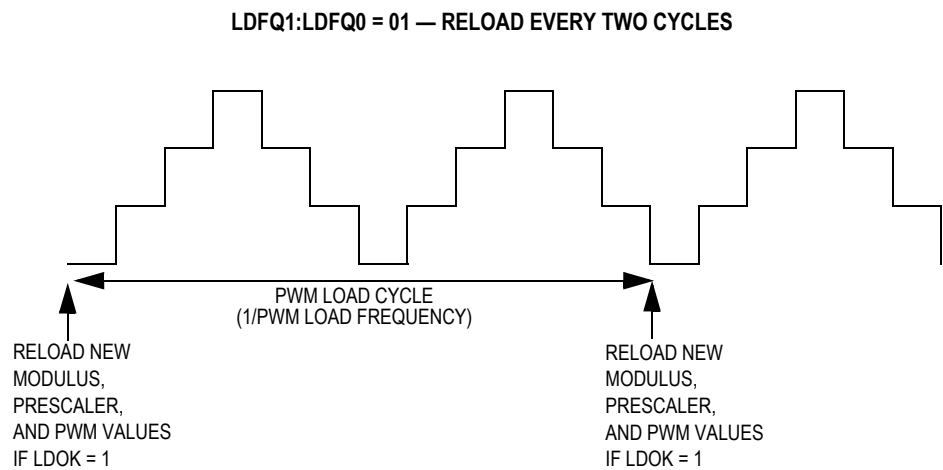 LDFQ1:LDFQ0 = 01 — RELOAD EVERY TWO CYCLES
PWM LOAD CYCLE
(1/PWM LOAD FREQUENCY)
RELOAD NEW
MODULUS,
PRESCALER,
AND PWM VALUES
IF LDOK = 1
RELOAD NEW
MODULUS,
PRESCALER,
AND PWM VALUES
IF LDOK = 1